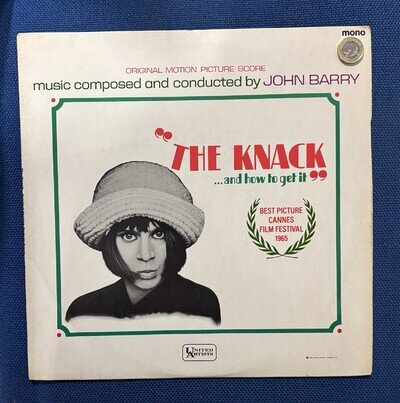 mono
ORIGINAL MOTION PICTURE SCORE
music composed and conducted by JOHN BARRY
"THE KNACK
...and how to get it"
BEST PICTURE
CANNES
FILM FESTIVAL
1965
UNITED
ARTISTS